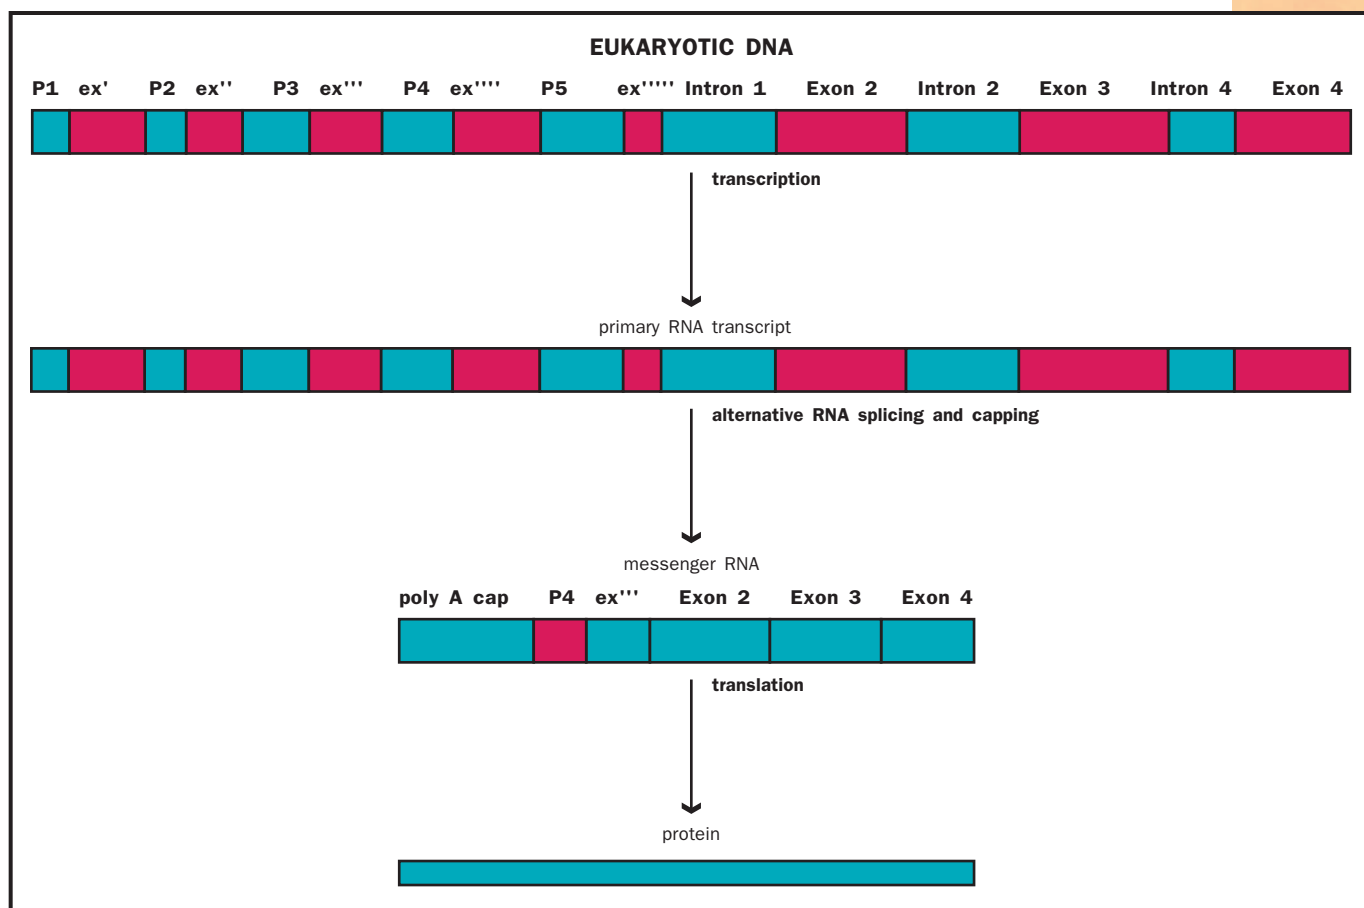 EUKARYOTIC DNA
P1 ex' P2 ex'' P3 ex''' P4 ex'''' P5 ex''''' Intron 1 Exon 2 Intron 2 Exon 3 Intron 4 Exon 4
transcription
primary RNA transcript
alternative RNA splicing and capping
messenger RNA
poly A cap P4 ex''' Exon 2 Exon 3 Exon 4
translation
protein